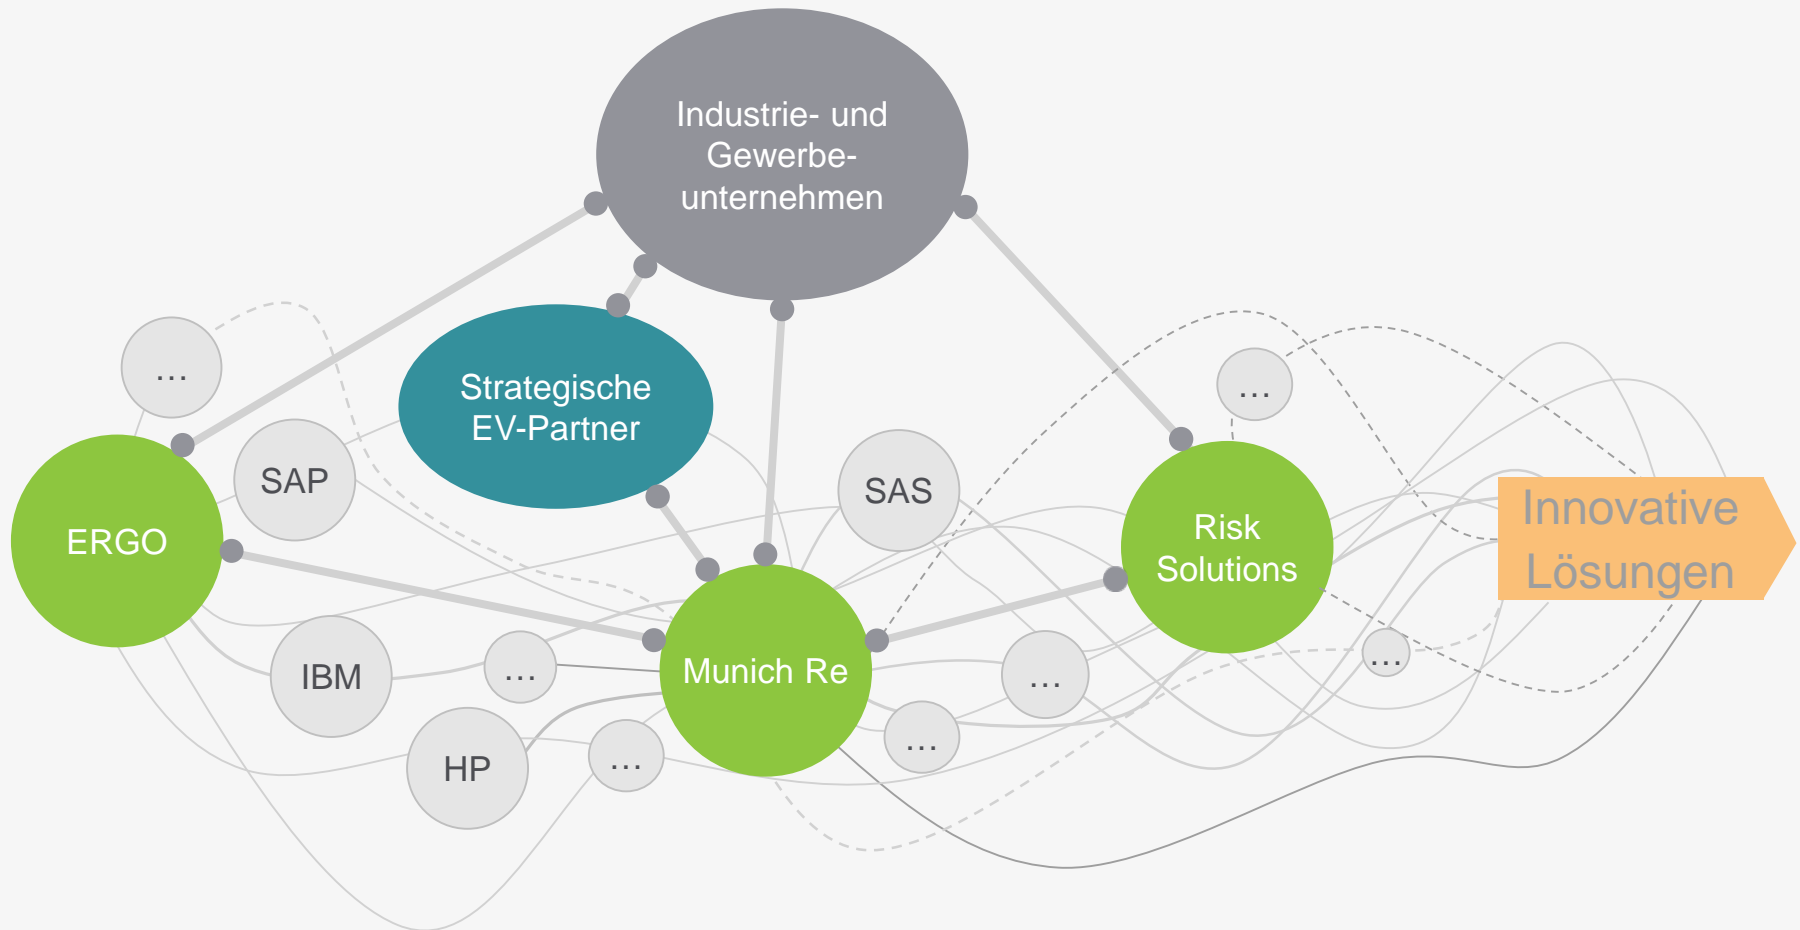 Industrie- und
Gewerbe-
unternehmen
Strategische
EV-Partner
...
...
SAP
SAS
ERGO
Risk
Solutions
Innovative
Lösungen
IBM
...
Munich Re
...
...
HP
...
...